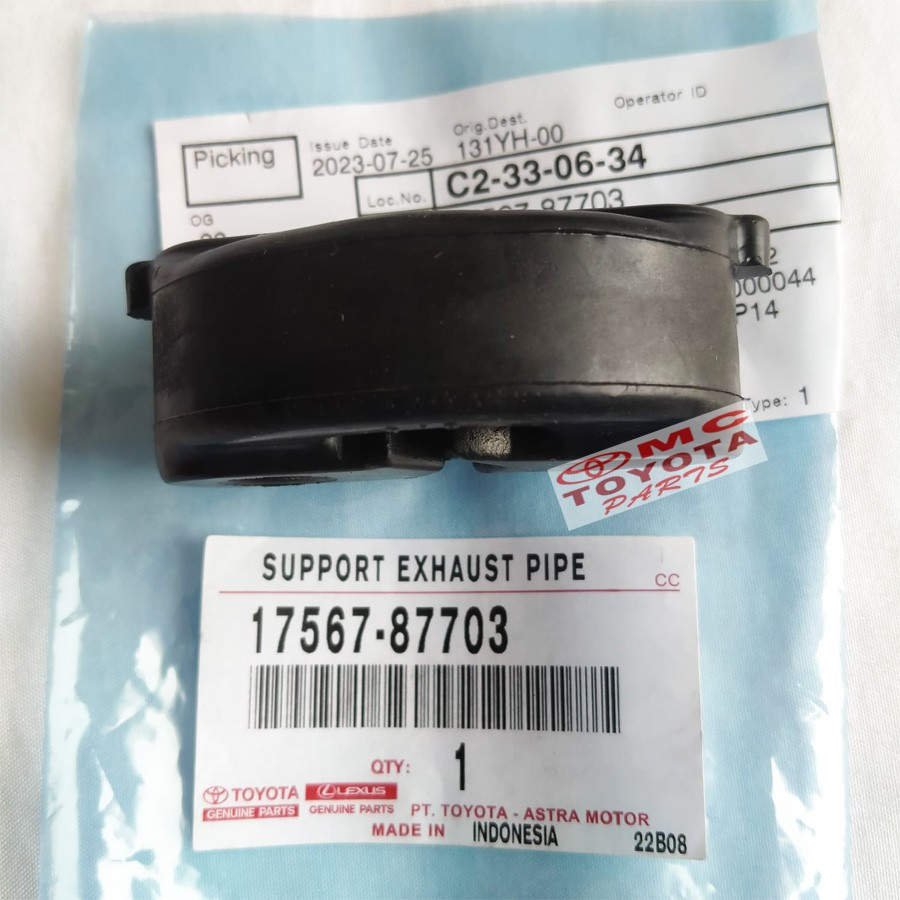 Picking
Issue Date
2023-07-25
Orig.Dest.
131YH-00
Operator ID
Loc.No.
C2-33-06-34
OG
87703
000044
P14
Type: 1
MC
TOYOTA
PARTS
SUPPORT EXHAUST PIPE
CC
17567-87703
QTY: 1
TOYOTA
GENUINE PARTS
LEXUS
GENUINE PARTS
PT. TOYOTA - ASTRA MOTOR
MADE IN INDONESIA
22B08